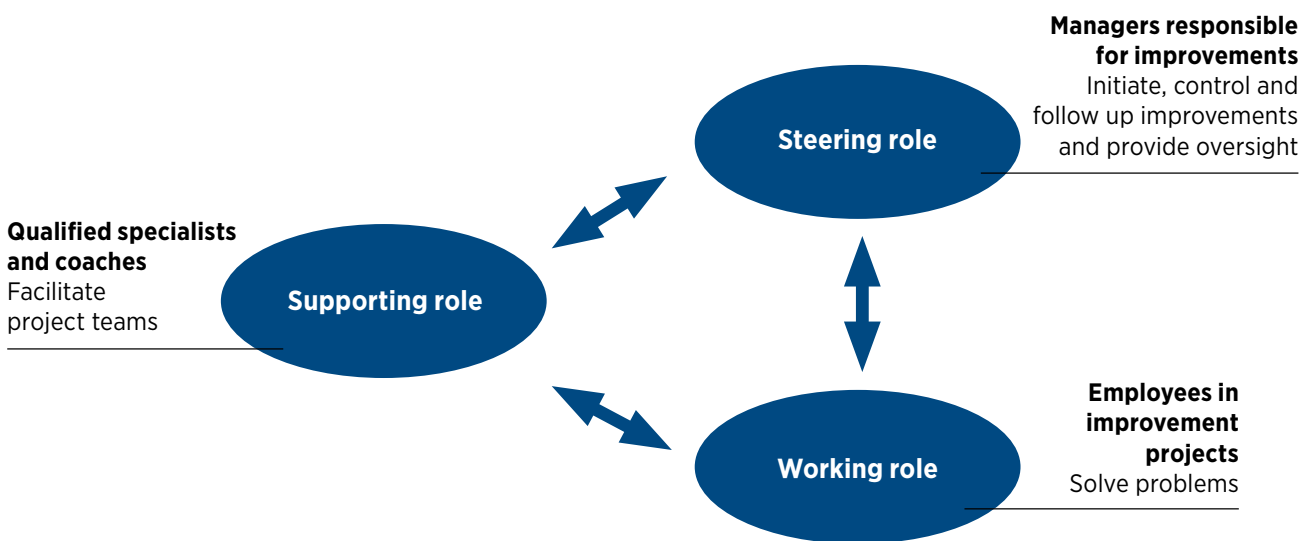 Managers responsible
for improvements
Initiate, control and
follow up improvements
and provide oversight
Steering role
Qualified specialists
and coaches
Facilitate
project teams
Supporting role
Employees in
improvement
projects
Solve problems
Working role